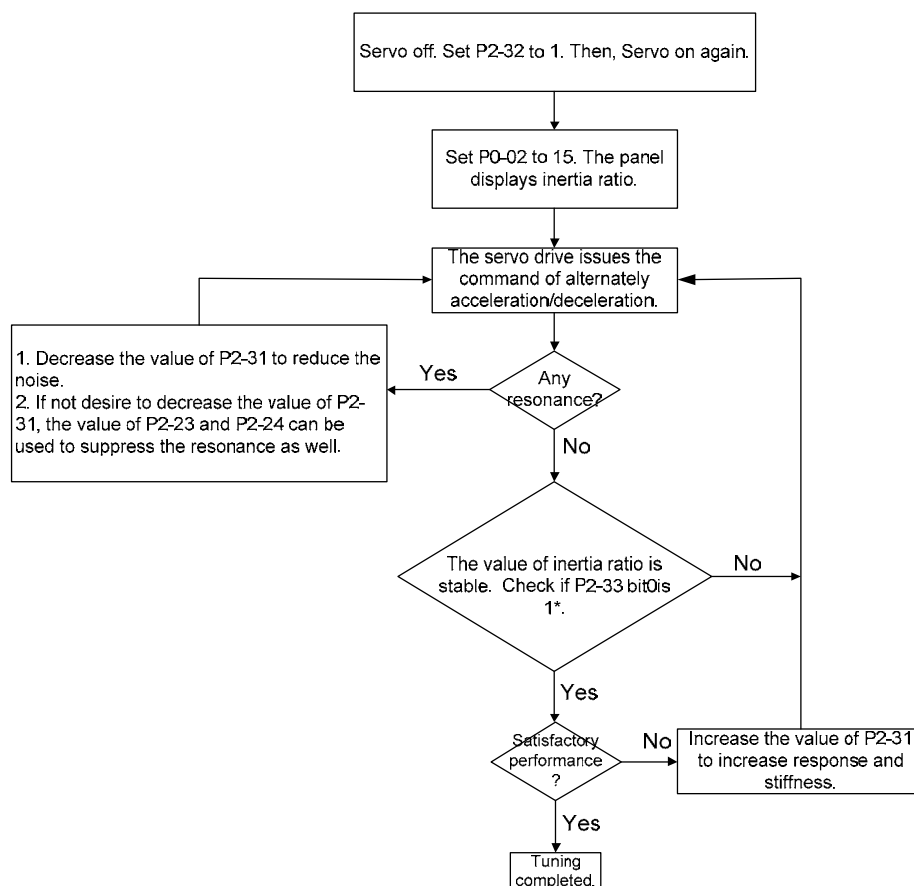 Servo off. Set P2-32 to 1. Then, Servo on again.
Set P0-02 to 15. The panel
displays inertia ratio.
The servo drive issues the
command of alternately
acceleration/deceleration.
1. Decrease the value of P2-31 to reduce the
noise.
2. If not desire to decrease the value of P2-
31, the value of P2-23 and P2-24 can be
used to suppress the resonance as well.
Yes
Any
resonance?
No
The value of inertia ratio is
stable.  Check if P2-33 bit0is
1*.
No
Yes
Satisfactory
performance
?
No
Increase the value of P2-31
to increase response and
stiffness.
Yes
Tuning
completed.